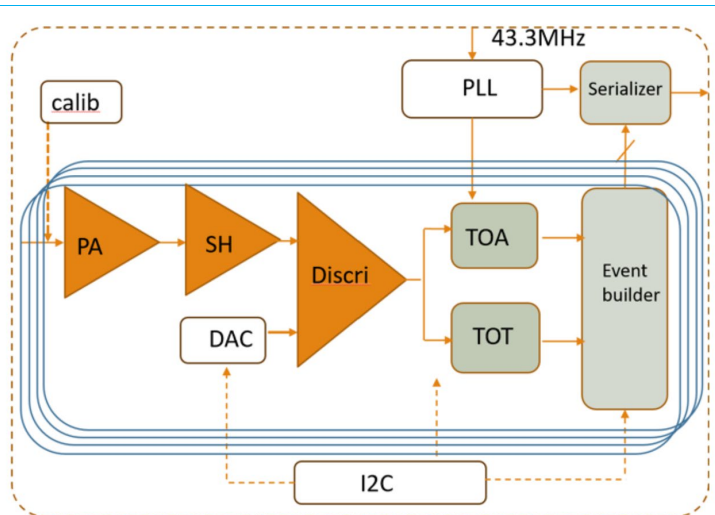 43.3MHz
PLL
Serializer
calib
PA
SH
Discri
TOA
DAC
TOT
Event
builder
I2C